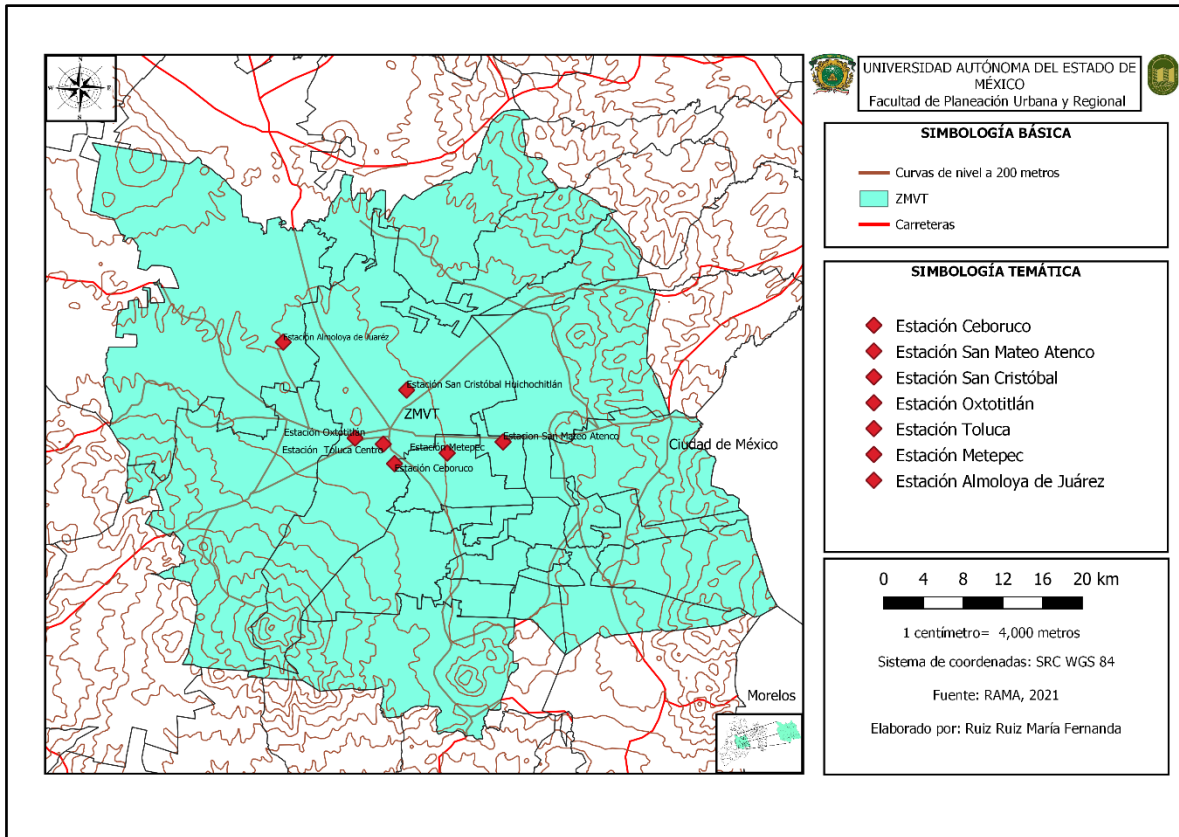 N
W
E
S
Estación Almoloya de Juaréz
Estación San Cristóbal Huichochitlán
ZMVT
Estación Oxtotitlán
Estación Toluca Centro
Estación Metepec
Estacion San Mateo Atenco
Estación Ceboruco
Ciudad de México
Morelos
UNIVERSIDAD AUTÓNOMA DEL ESTADO DE
MÉXICO
Facultad de Planeación Urbana y Regional
SIMBOLOGÍA BÁSICA
Curvas de nivel a 200 metros
ZMVT
Carreteras
SIMBOLOGÍA TEMÁTICA
Estación Ceboruco
Estación San Mateo Atenco
Estación San Cristóbal
Estación Oxtotitlán
Estación Toluca
Estación Metepec
Estación Almoloya de Juárez
0 4 8 12 16 20 km
1 centímetro= 4,000 metros
Sistema de coordenadas: SRC WGS 84
Fuente: RAMA, 2021
Elaborado por: Ruiz Ruiz María Fernanda